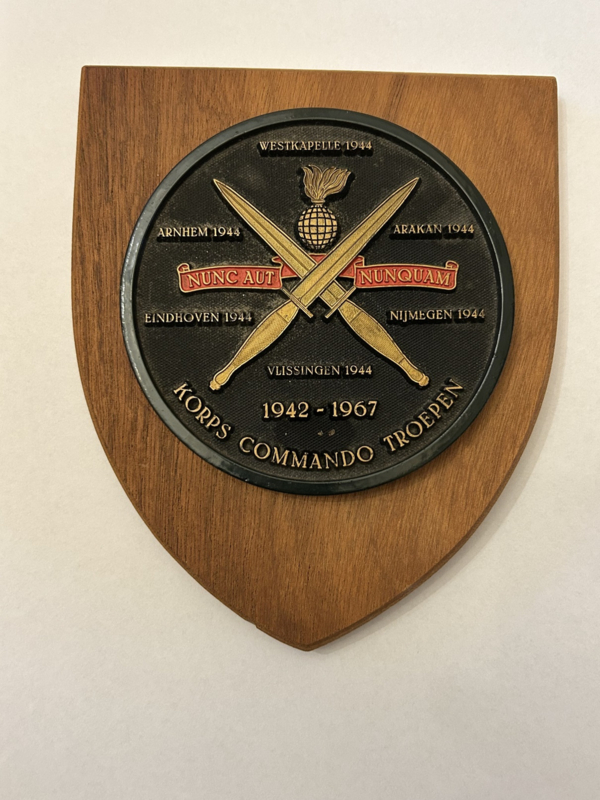 WESTKAPELLE 1944
ARNHEM 1944
ARAKAN 1944
NUNC AUT NUNQUAM
EINDHOVEN 1944
NIJMEGEN 1944
VLISSINGEN 1944
1942 - 1967
KORPS COMMANDO TROEPEN